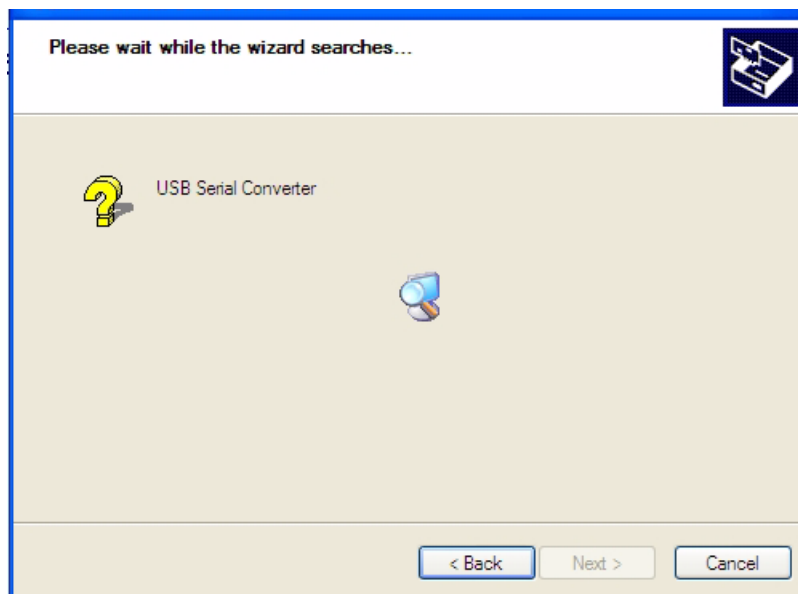 Please wait while the wizard searches...
USB Serial Converter
< Back
Next >
Cancel